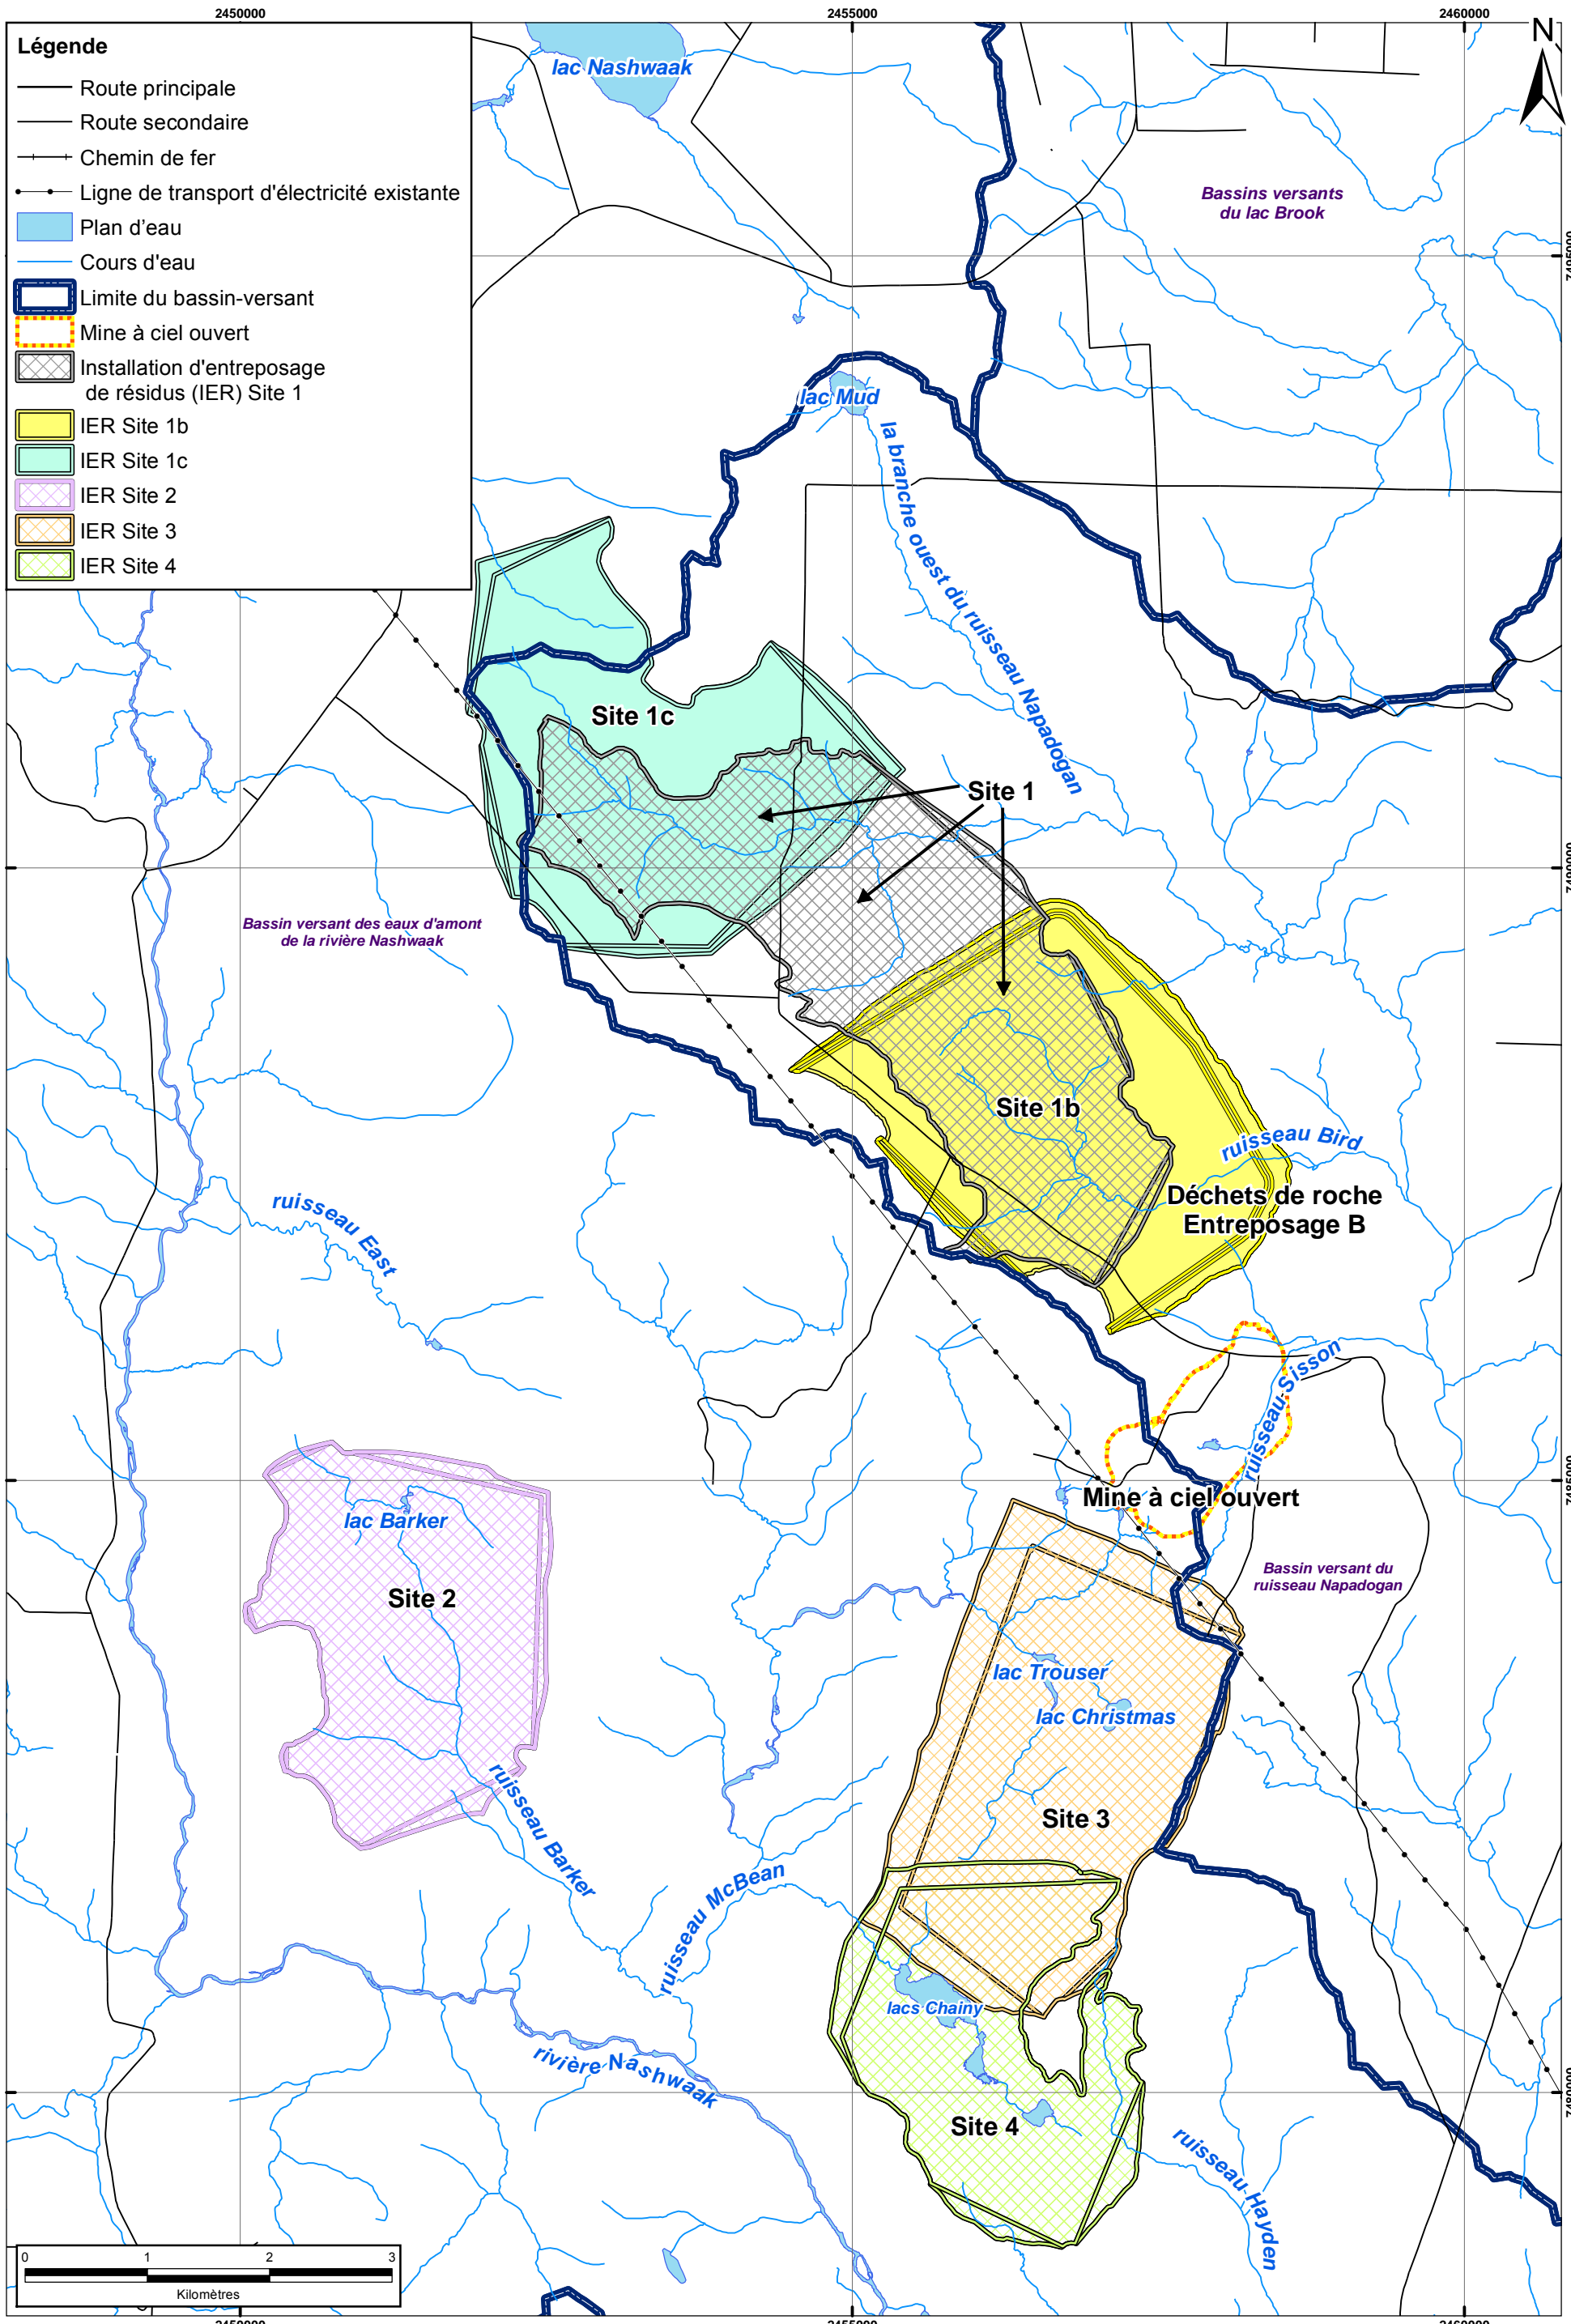 2450000
2455000
2460000
Légende
Route principale
Route secondaire
Chemin de fer
Ligne de transport d'électricité existante
Plan d’eau
Cours d'eau
Limite du bassin-versant
Mine à ciel ouvert
Installation d'entreposage
de résidus (IER) Site 1
IER Site 1b
IER Site 1c
IER Site 2
IER Site 3
IER Site 4
N
lac Nashwaak
Bassins versants
du lac Brook
lac Mud
la branche ouest du ruisseau Napadogan
Site 1c
Site 1
Bassin versant des eaux d'amont
de la rivière Nashwaak
Site 1b
ruisseau Bird
Déchets de roche
Entreposage B
ruisseau East
ruisseau Sisson
Mine à ciel ouvert
lac Barker
Site 2
Bassin versant du
ruisseau Napadogan
lac Trouser
lac Christmas
Site 3
ruisseau Barker
ruisseau McBean
lacs Chainy
rivière Nashwaak
Site 4
ruisseau Hayden
0 1 2 3
Kilomètres